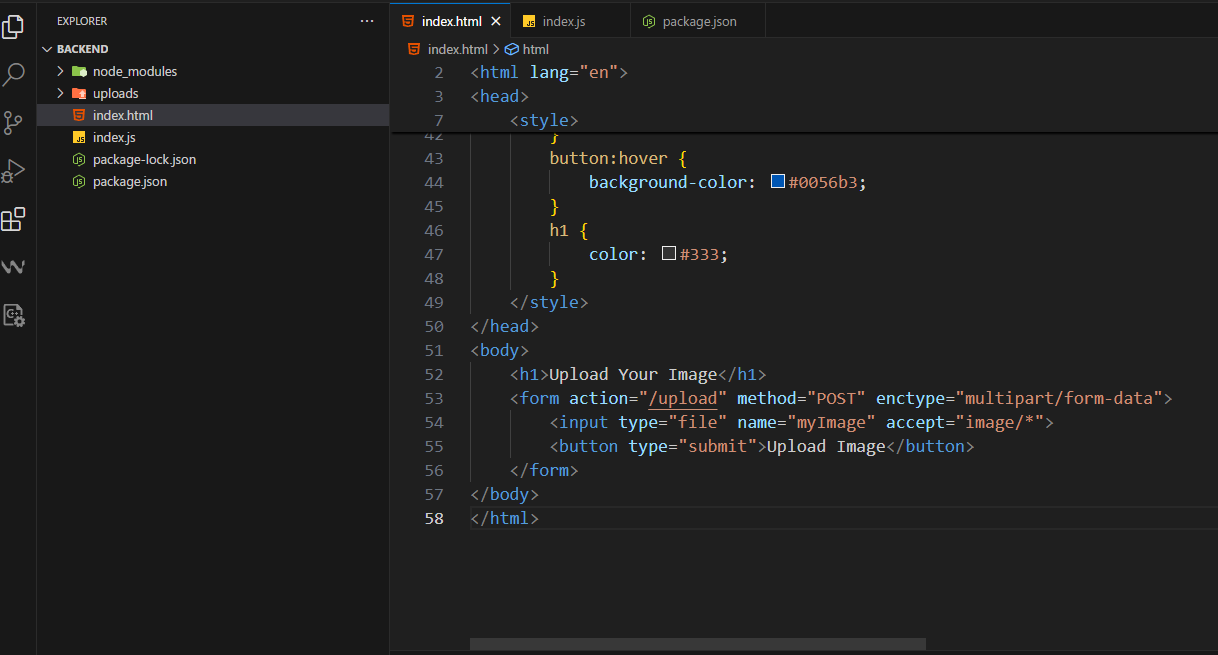 EXPLORER
BACKEND
node_modules
uploads
index.html
index.js
package-lock.json
package.json
index.html
index.js
package.json
index.html > html
2 <html lang="en">
3 <head>
7 <style>
42 }
43 button:hover {
44 background-color: #0056b3;
45 }
46 h1 {
47 color: #333;
48 }
49 </style>
50 </head>
51 <body>
52 <h1>Upload Your Image</h1>
53 <form action="/upload" method="POST" enctype="multipart/form-data">
54 <input type="file" name="myImage" accept="image/*">
55 <button type="submit">Upload Image</button>
56 </form>
57 </body>
58 </html>